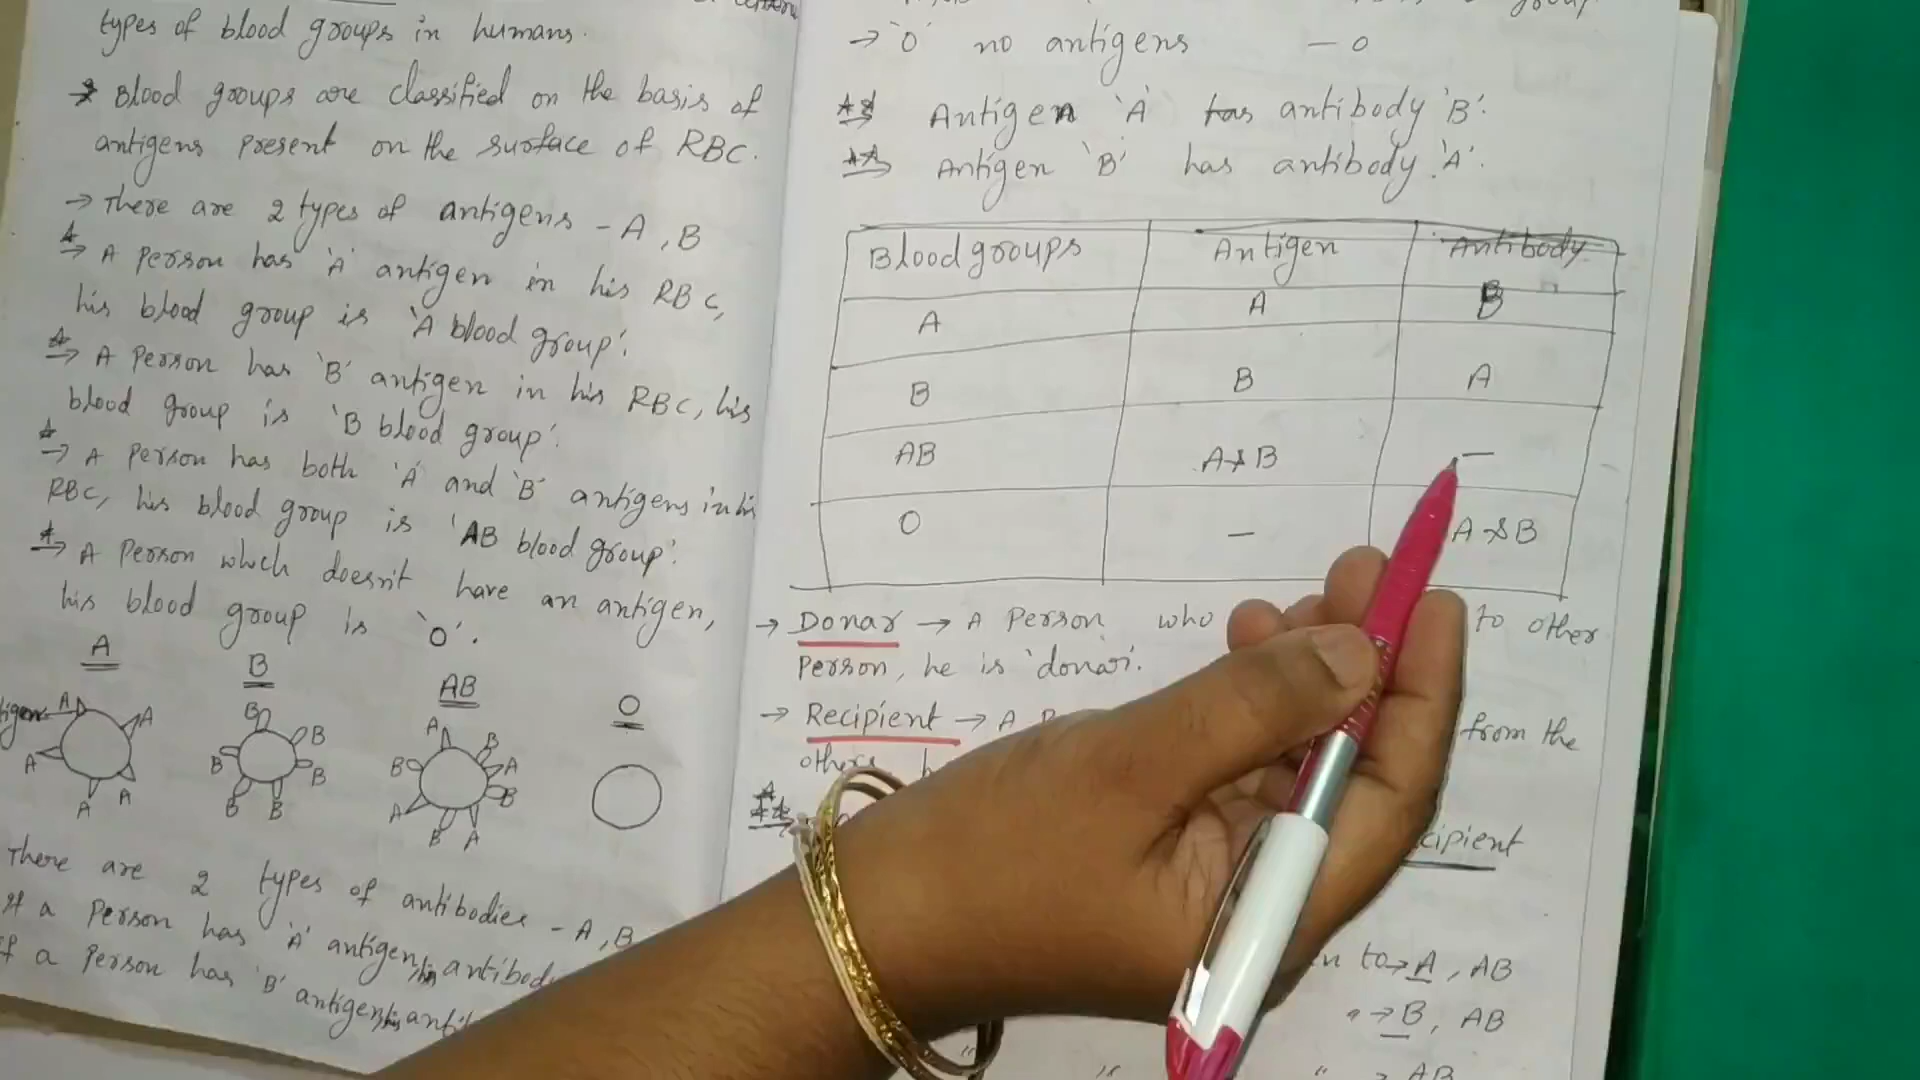 types of blood groups in humans.
* Blood groups are classified on the basis of
antigens present on the surface of RBC.
→ There are 2 types of antigens - A, B
→ A person has 'A' antigen in his RBC,
his blood group is 'A blood group'.
→ A person has 'B' antigen in his RBC, his
blood group is 'B blood group'.
→ A person has both 'A' and 'B' antigens in hi
RBC, his blood group is 'AB blood group'.
→ A person which doesn't have an antigen,
his blood group is 'O'.
A B AB O
A A A A A A
B B B B B B
A B A B A B A B
There are 2 types of antibodies - A, B
If a person has 'A' antigen, his antibody
if a person has 'B' antigen, his
→ 'O' no antigens - O
Antigen 'A' has antibody 'B'.
Antigen 'B' has antibody 'A'.
Blood groups Antigen Antibody
A A B
B B A
AB A & B —
O — A & B
→ Donar → A person who to other
person, he is 'donar'.
→ Recipient → A from the
others
cipient
to → A, AB
→ B, AB
" " → AB